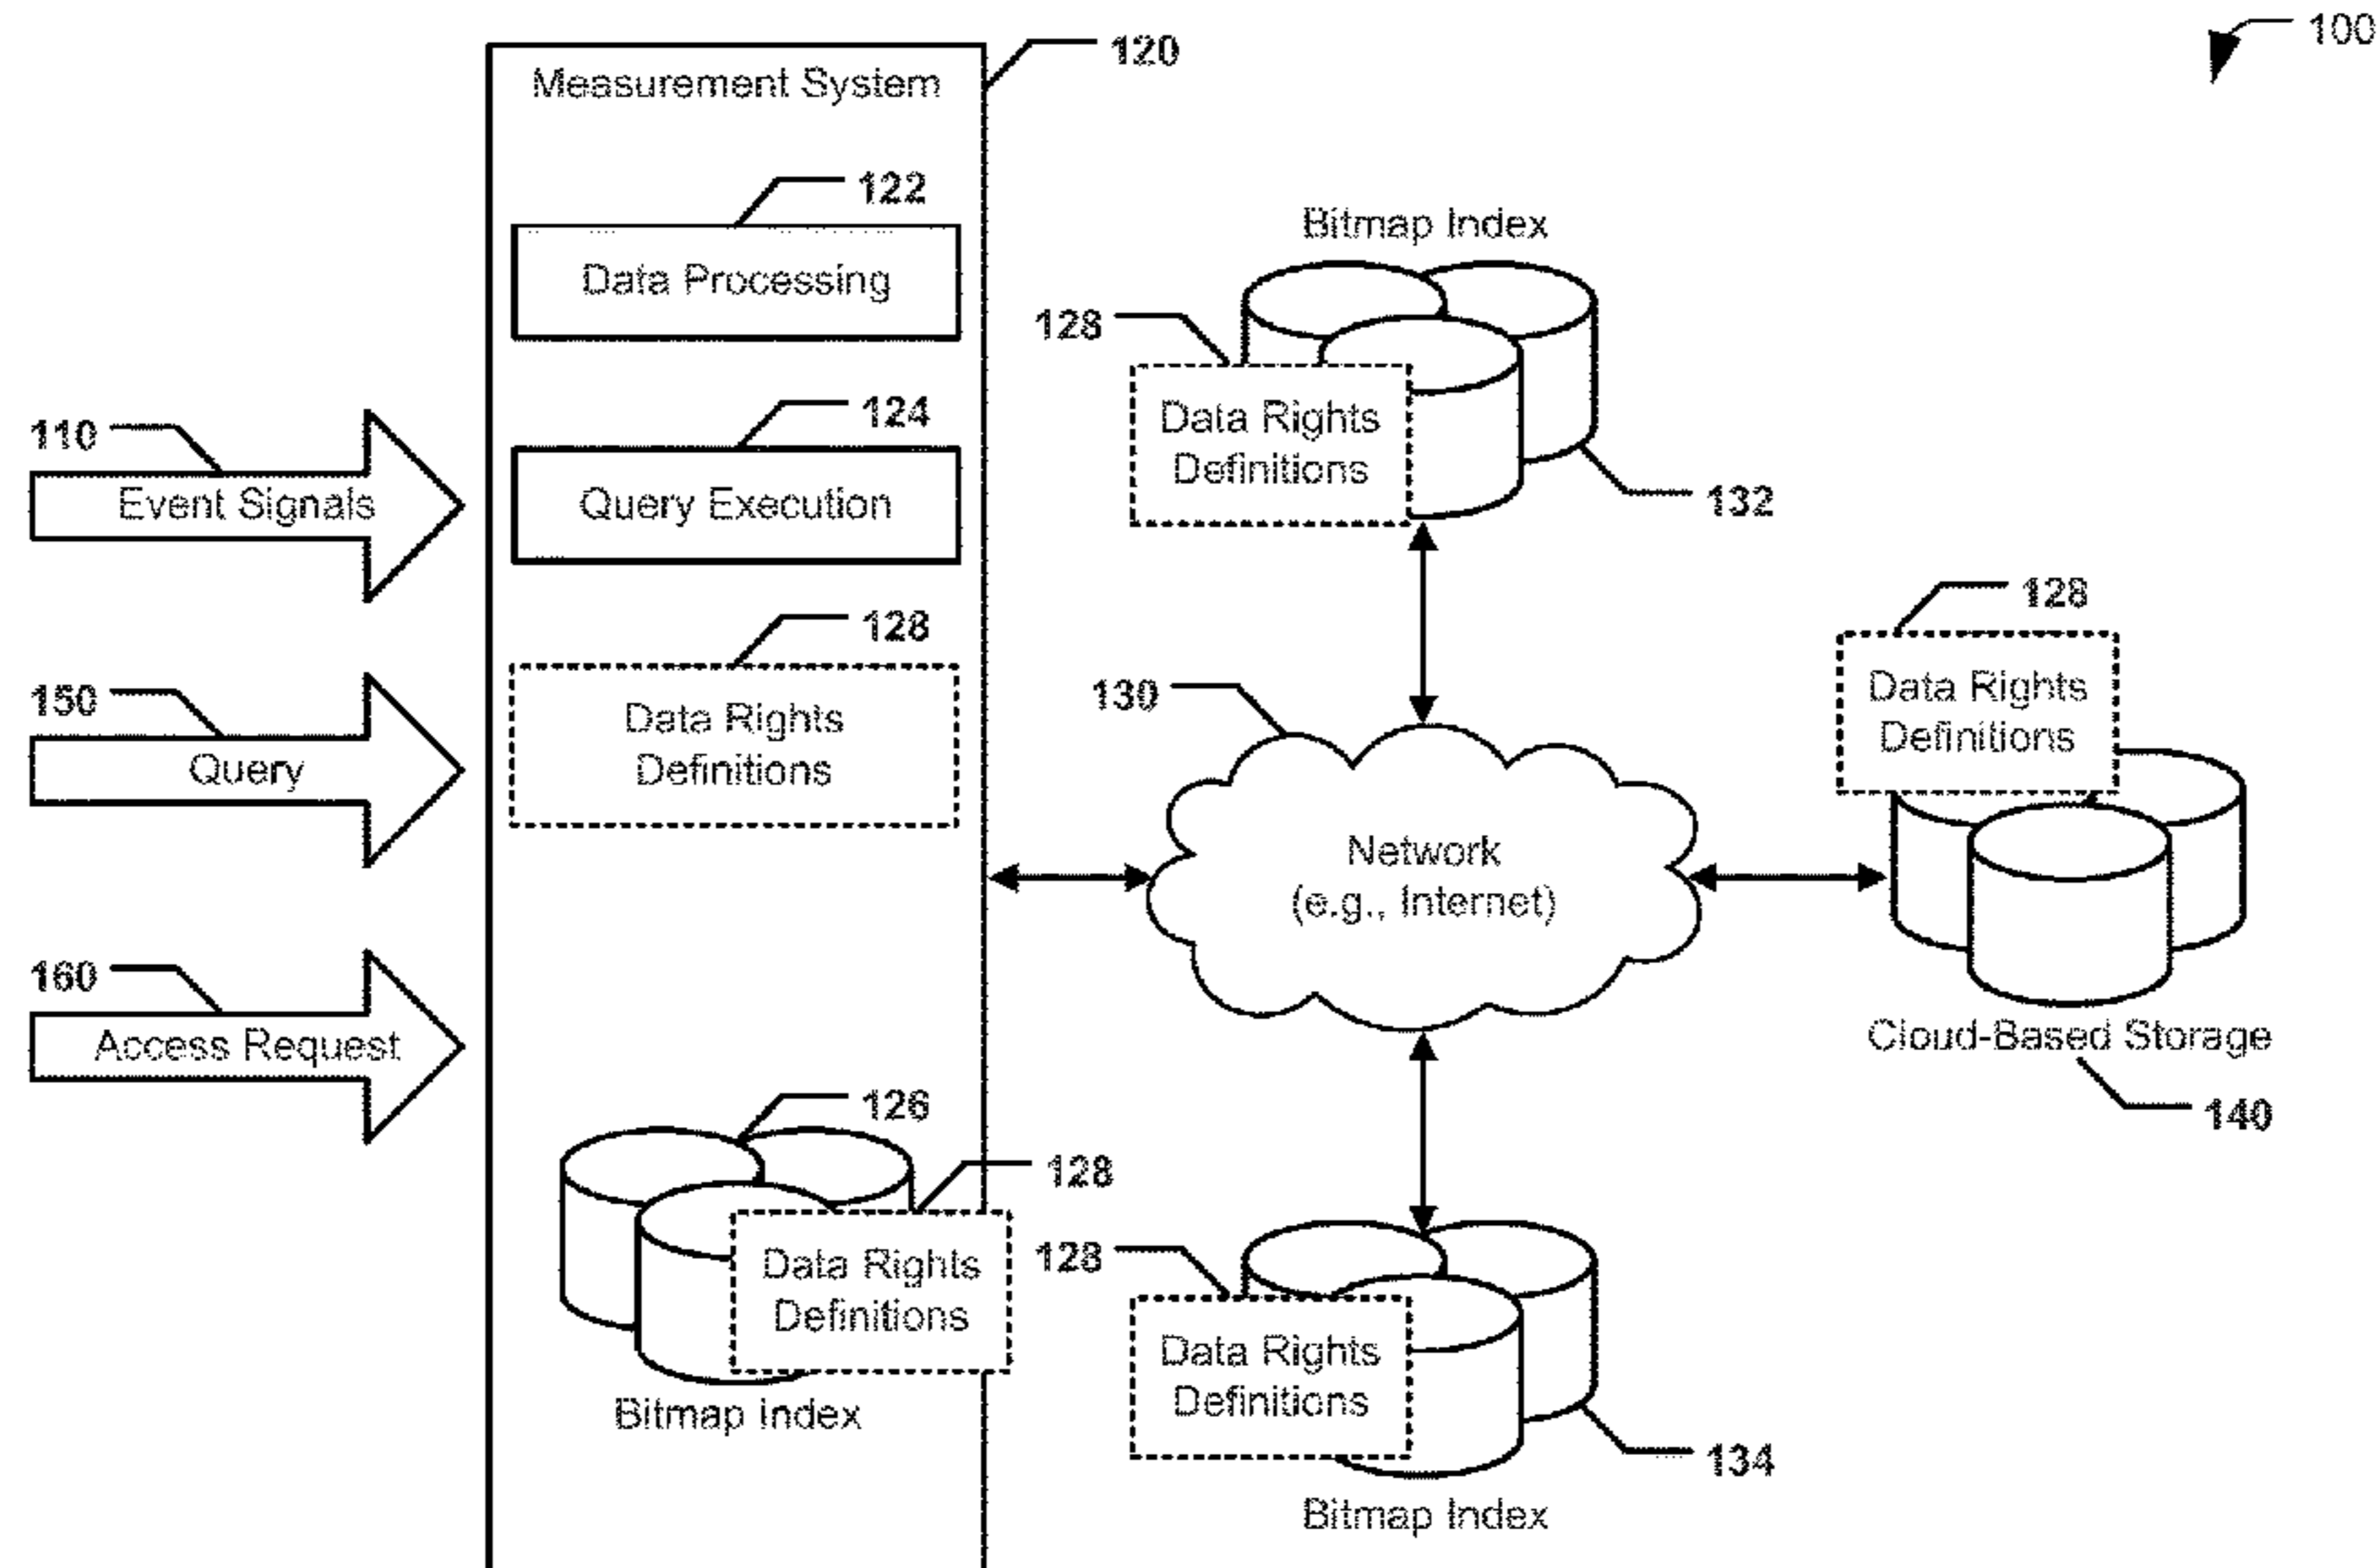 100
120
Measurement System
122
Data Processing
Bitmap Index
128
Data Rights
Definitions
132
124
Query Execution
110
Event Signals
128
Data Rights
Definitions
128
Data Rights
Definitions
150
Query
130
Network
(e.g., Internet)
160
Access Request
Cloud-Based Storage
140
126
128
Data Rights
Definitions
Bitmap Index
128
Data Rights
Definitions
134
Bitmap Index